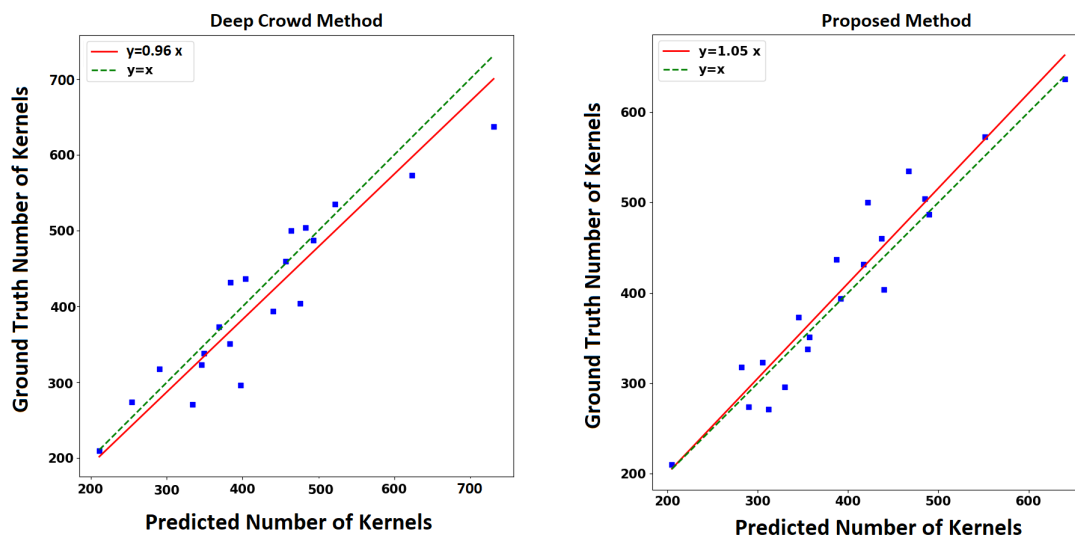 Deep Crowd Method
y=0.96 x
y=x
700
600
500
400
300
200
200
300
400
500
600
700
Ground Truth Number of Kernels
Predicted Number of Kernels
Proposed Method
y=1.05 x
y=x
600
500
400
300
200
200
300
400
500
600
Ground Truth Number of Kernels
Predicted Number of Kernels